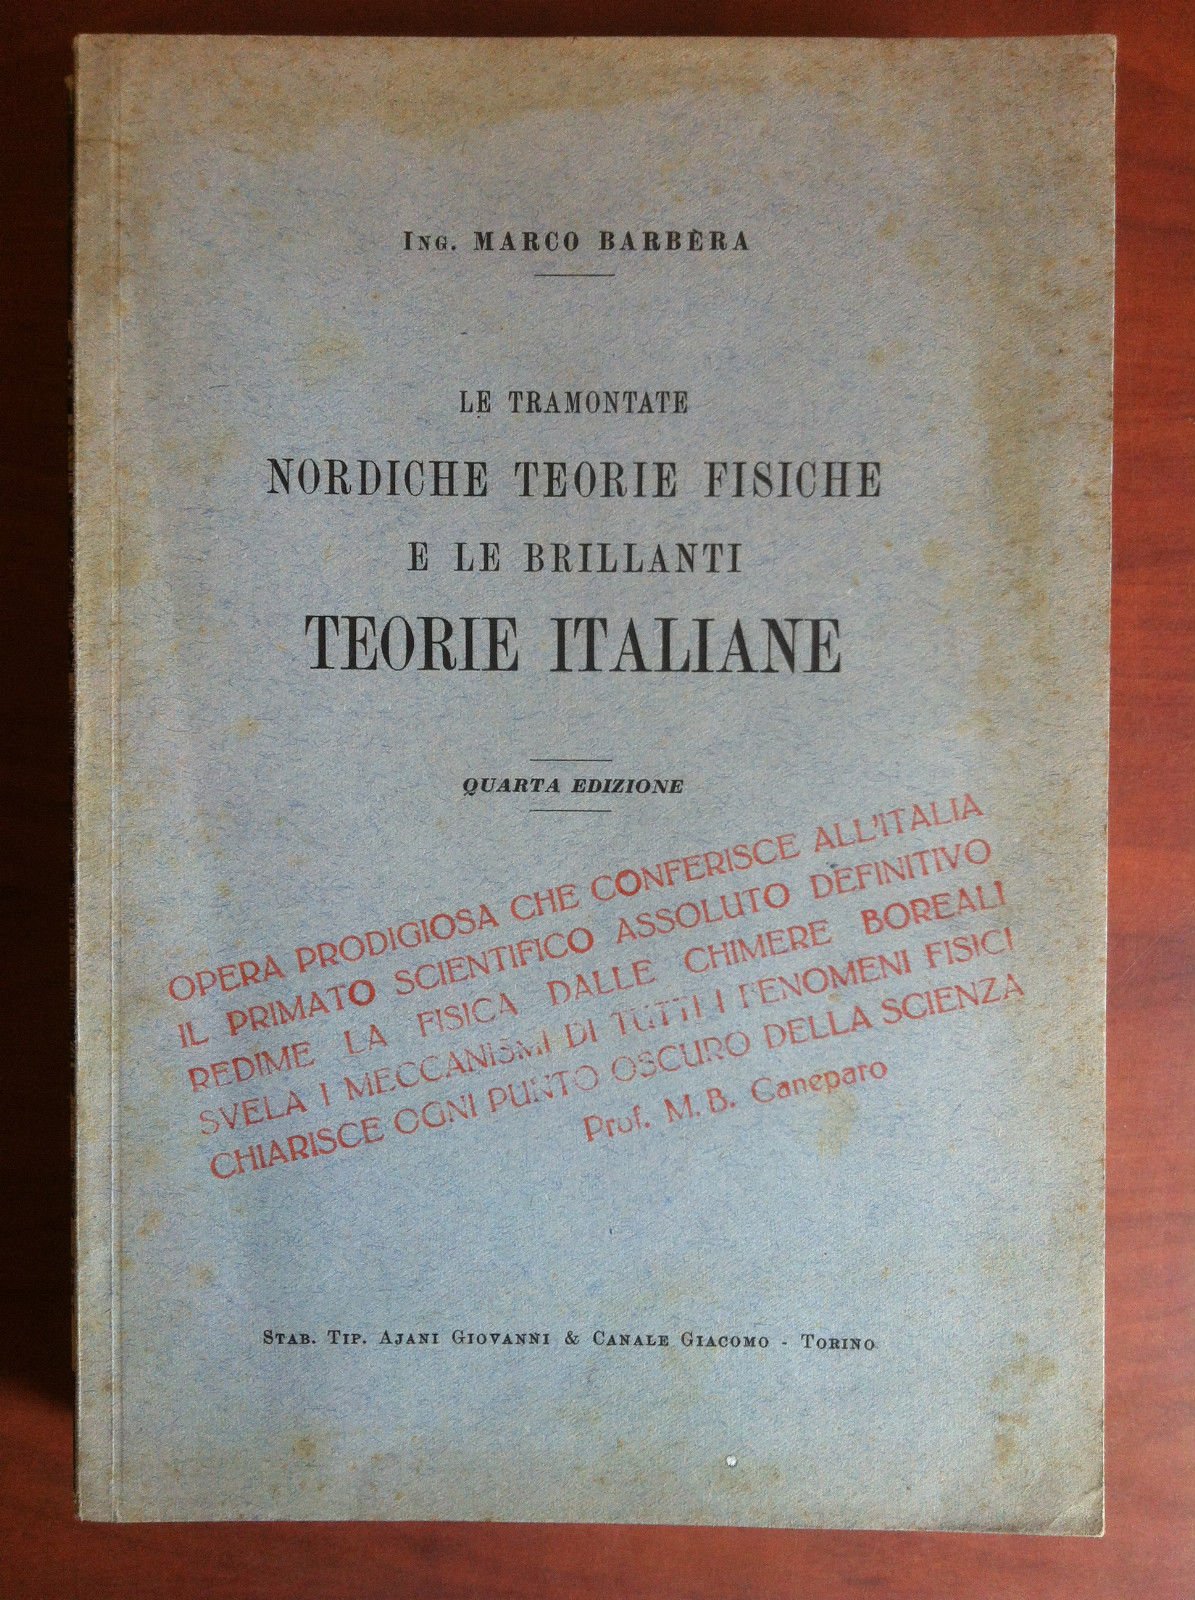 ING. MARCO BARBÈRA
LE TRAMONTATE
NORDICHE TEORIE FISICHE
E LE BRILLANTI
TEORIE ITALIANE
QUARTA EDIZIONE
OPERA PRODIGIOSA CHE CONFERISCE ALL'ITALIA
IL PRIMATO SCIENTIFICO ASSOLUTO DEFINITIVO
REDIME LA FISICA DALLE CHIMERE BOREALI
SVELA I MECCANISMI DI TUTTI I FENOMENI FISICI
CHIARISCE OGNI PUNTO OSCURO DELLA SCIENZA
Prof. M. B. Caneparo
STAB. TIP. AJANI GIOVANNI & CANALE GIACOMO - TORINO